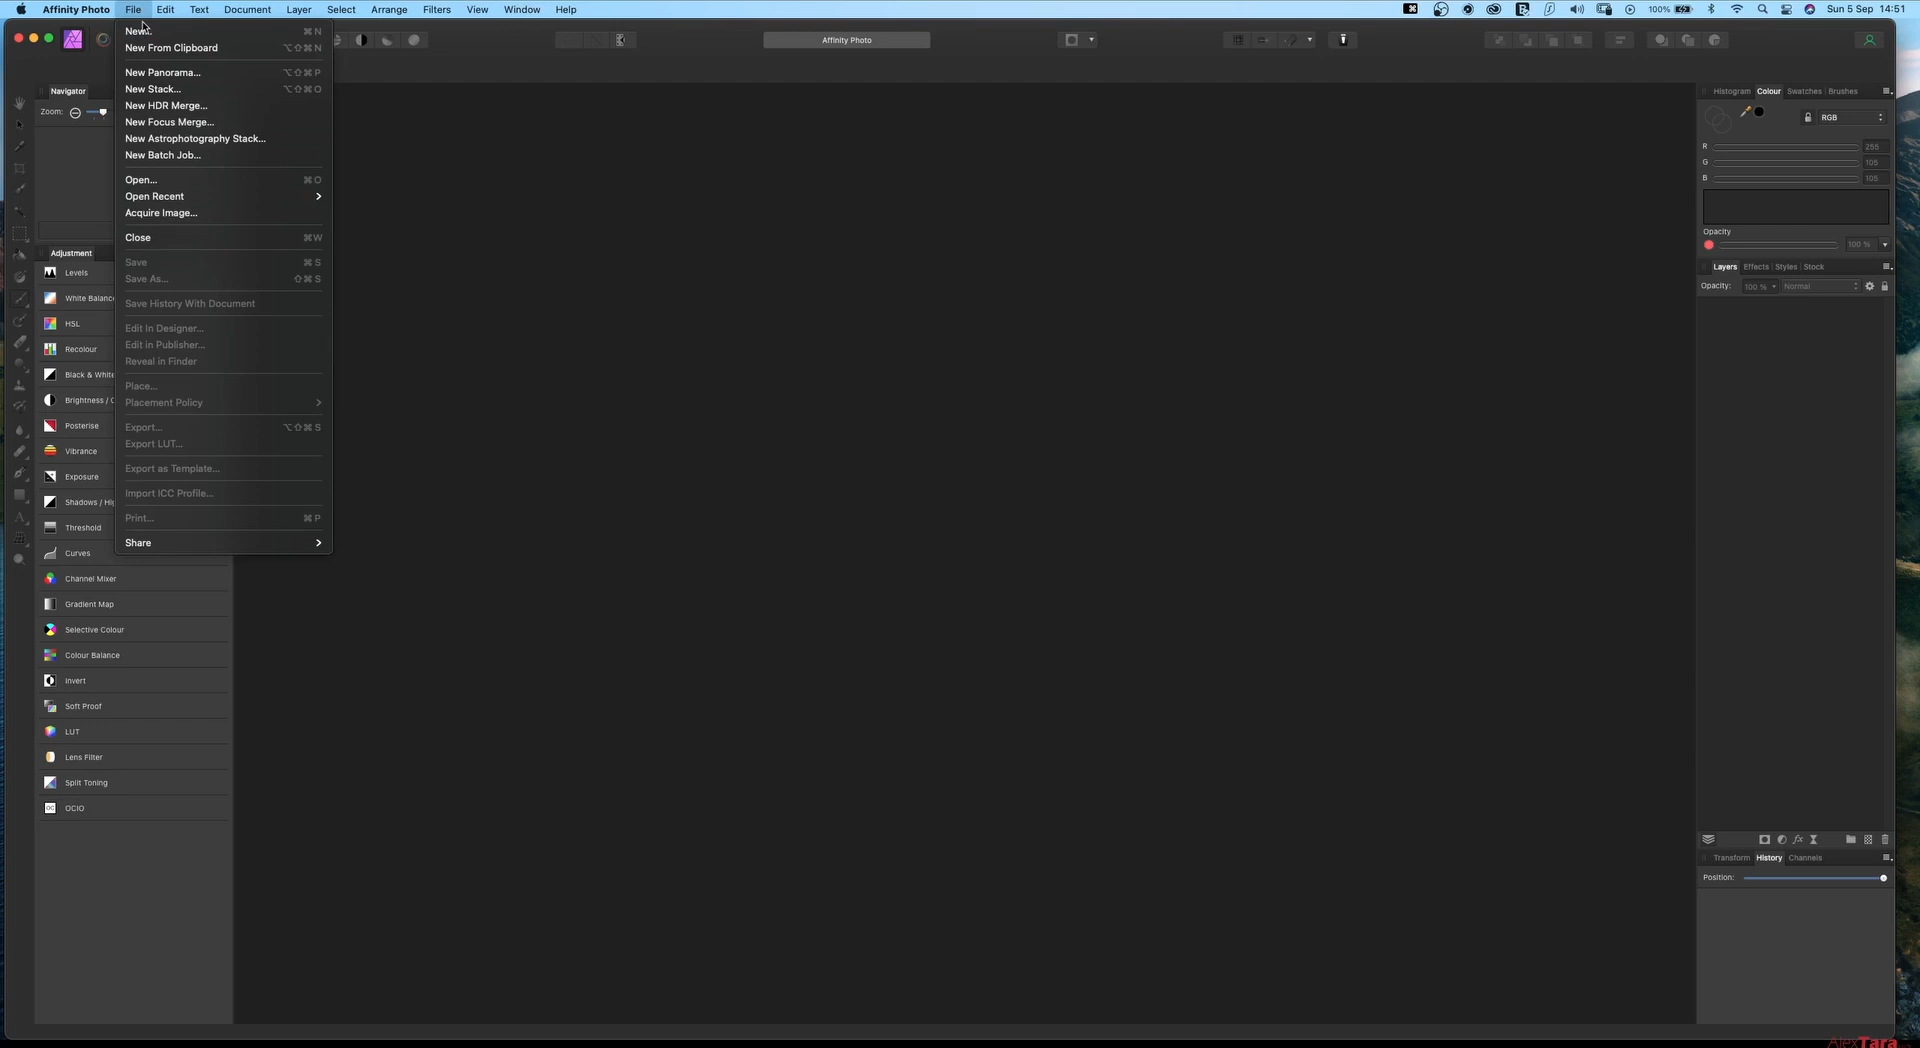 Affinity Photo File Edit Text Document Layer Select Arrange Filters View Window Help 100% Sun 5 Sep 14:51
New... ⌘N
New From Clipboard ⌥⇧⌘N
New Panorama... ⌥⇧⌘P
New Stack... ⌥⇧⌘O
New HDR Merge...
New Focus Merge...
New Astrophotography Stack...
New Batch Job...
Open... ⌘O
Open Recent
Acquire Image...
Close ⌘W
Save ⌘S
Save As... ⇧⌘S
Save History With Document
Edit In Designer...
Edit in Publisher...
Reveal in Finder
Place...
Placement Policy
Export... ⌥⇧⌘S
Export LUT...
Export as Template...
Import ICC Profile...
Print... ⌘P
Share
Affinity Photo
Navigator
Zoom:
Adjustment
Levels
White Balance
HSL
Recolour
Black & White
Brightness / C
Posterise
Vibrance
Exposure
Shadows / Hi
Threshold
Curves
Channel Mixer
Gradient Map
Selective Colour
Colour Balance
Invert
Soft Proof
LUT
Lens Filter
Split Toning
OCIO
Histogram Colour Swatches Brushes
RGB
R 255
G 105
B 105
Opacity
100 %
Layers Effects Styles Stock
Opacity: 100 % Normal
Transform History Channels
Position:
AlexTara